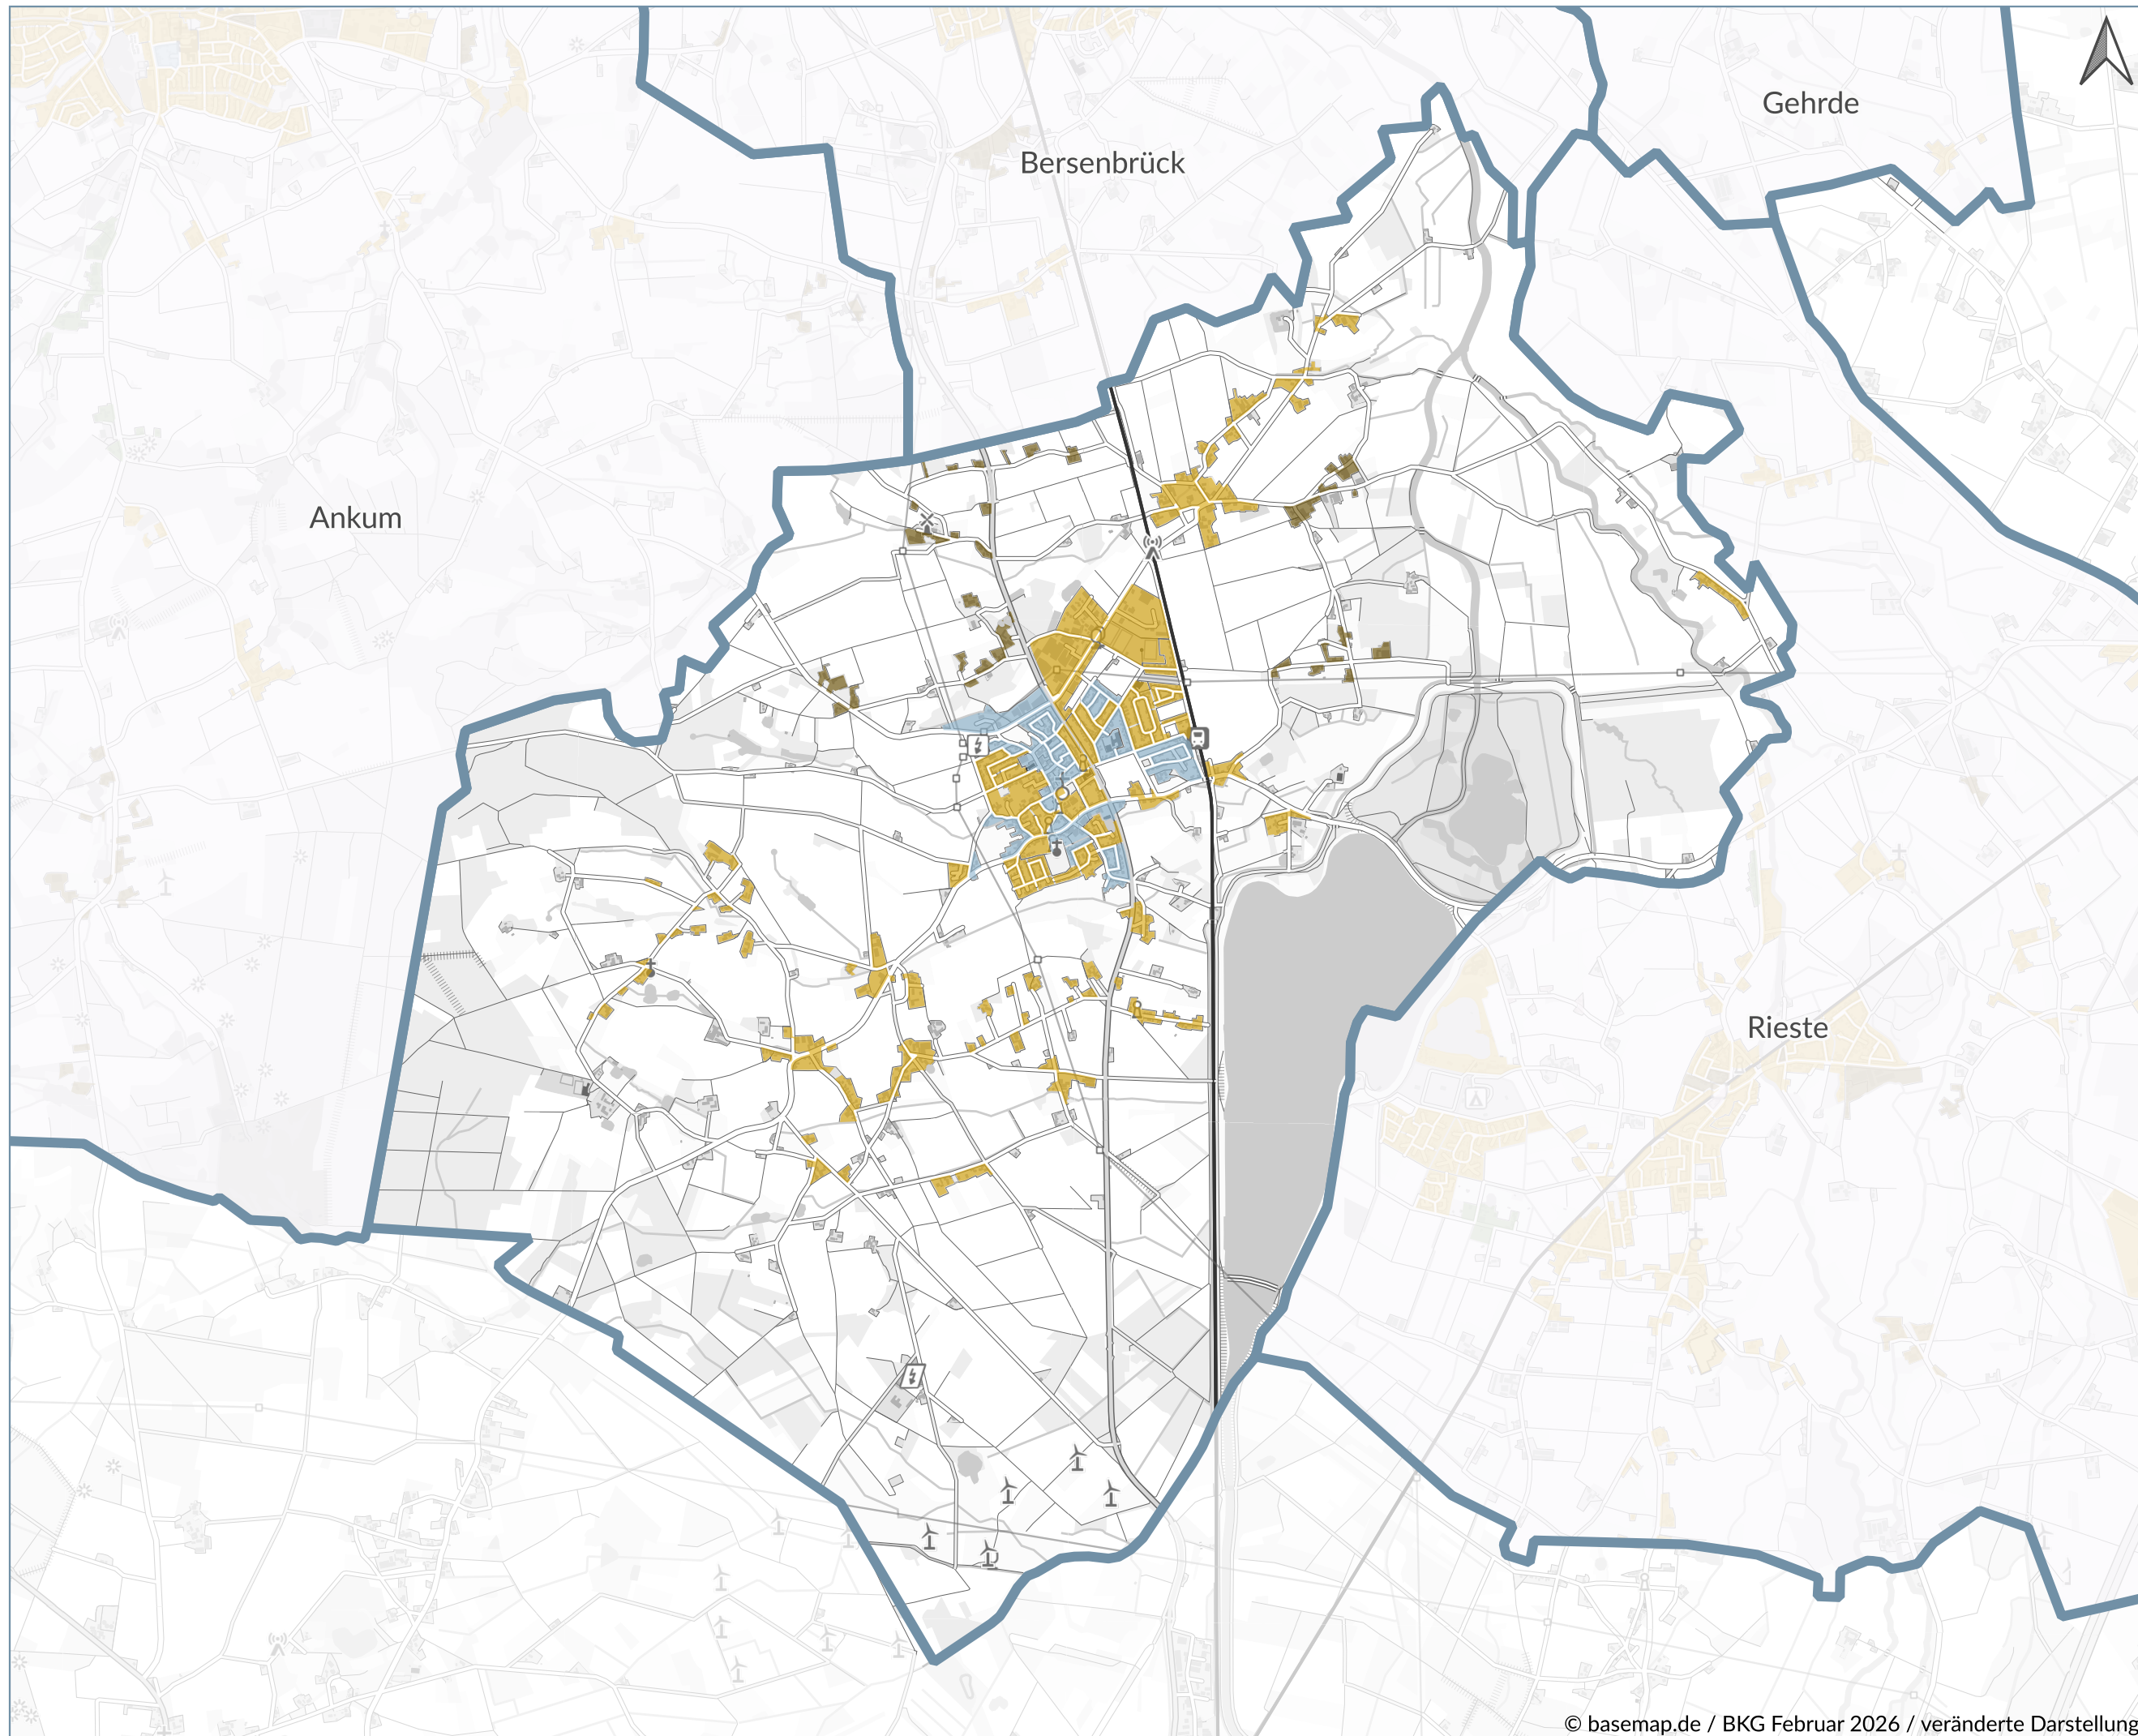 Gehrde
Bersenbrück
Ankum
Rieste
© basemap.de / BKG Februar 2026 / veränderte Darstellung